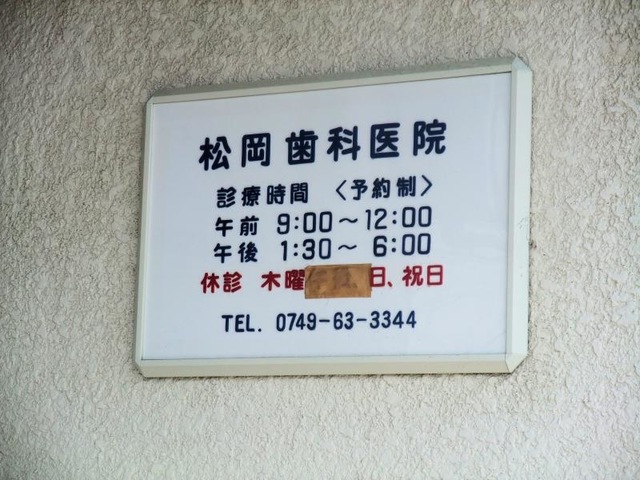 松岡歯科医院
診療時間 〈予約制〉
午前 9:00～12:00
午後 1:30～ 6:00
休診 木曜 日、祝日
TEL. 0749-63-3344